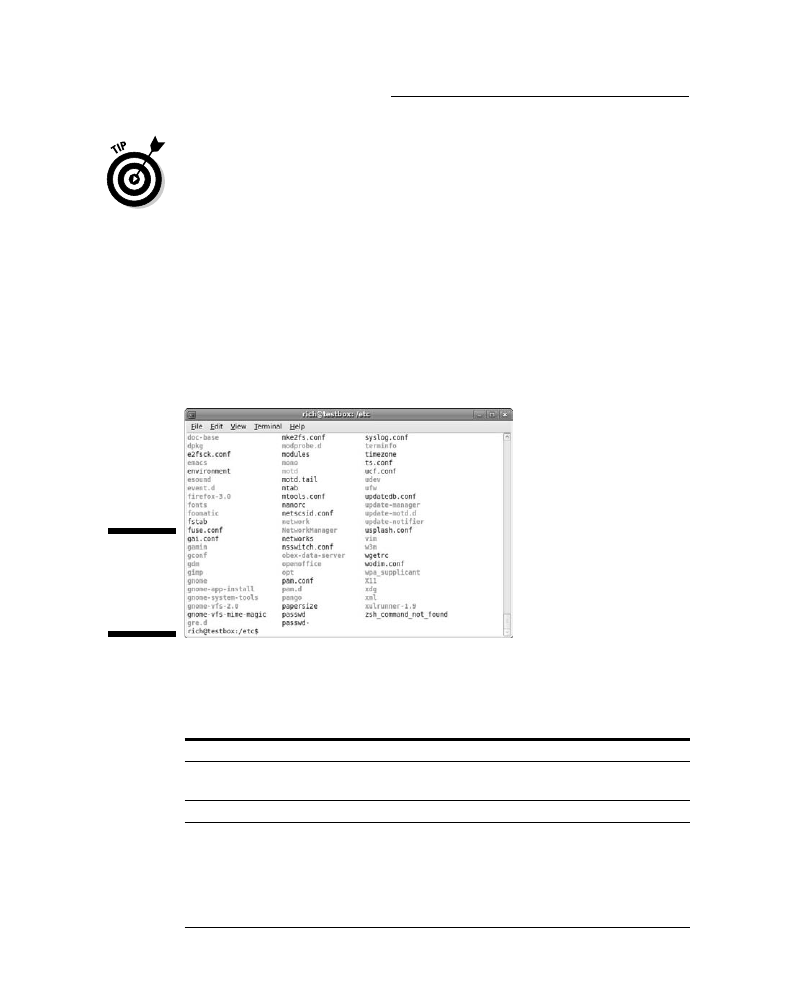 TIP
rich@testbox:/etc
File Edit View Terminal Help
doc-base mke2fs.conf syslog.conf
dpkg modprobe.d terminfo
e2fsck.conf modules timezone
emacs mono ts.conf
environment motd ucf.conf
esound motd.tail udev
event.d mtab ufw
firefox-3.0 mtools.conf updatedb.conf
fonts nanorc update-manager
foomatic netscsid.conf update-motd.d
fstab network update-notifier
fuse.conf NetworkManager usplash.conf
gai.conf networks vim
gamin nsswitch.conf w3m
gconf obex-data-server wgetrc
gdm openoffice wodim.conf
gimp opt wpa_supplicant
gnome pam.conf X11
gnome-app-install pam.d xdg
gnome-system-tools pango xml
gnome-vfs-2.0 papersize xulrunner-1.9
gnome-vfs-mime-magic passwd zsh_command_not_found
gre.d passwd-
rich@testbox:/etc$